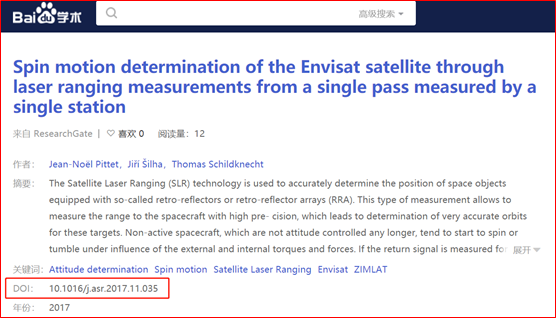 Bai du 学术
高级搜索
Spin motion determination of the Envisat satellite through
laser ranging measurements from a single pass measured by a
single station
来自 ResearchGate | 喜欢 0 阅读量：12
作者： Jean-Noël Pittet， Jiří Šilha， Thomas Schildknecht
摘要： The Satellite Laser Ranging (SLR) technology is used to accurately determine the position of space objects
equipped with so-called retro-reflectors or retro-reflector arrays (RRA). This type of measurement allows to
measure the range to the spacecraft with high pre- cision, which leads to determination of very accurate orbits
for these targets. Non-active spacecraft, which are not attitude controlled any longer, tend to start to spin or
tumble under influence of the external and internal torques and forces. If the return signal is measured 展开
关键词： Attitude determination Spin motion Satellite Laser Ranging Envisat ZIMLAT
DOI： 10.1016/j.asr.2017.11.035
年份： 2017